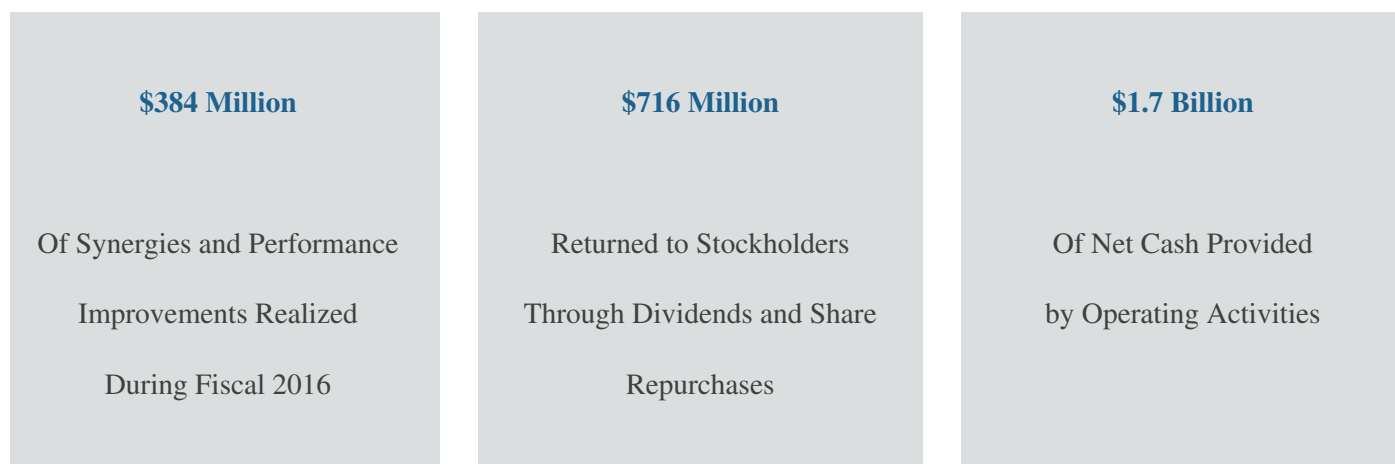 $384 Million
Of Synergies and Performance
Improvements Realized
During Fiscal 2016
$716 Million
Returned to Stockholders
Through Dividends and Share
Repurchases
$1.7 Billion
Of Net Cash Provided
by Operating Activities